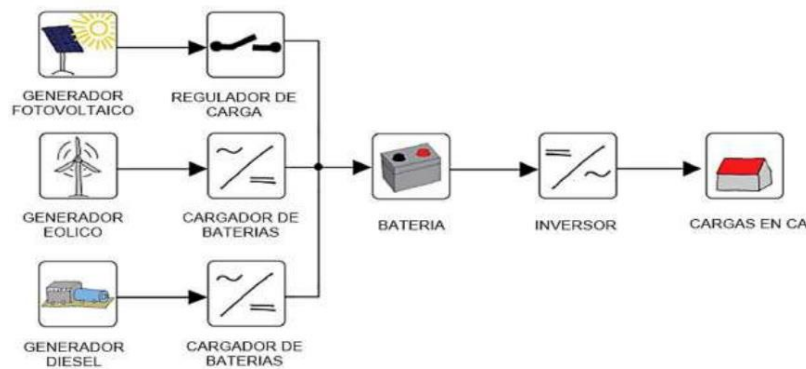 GENERADOR
FOTOVOLTAICO
REGULADOR DE
CARGA
GENERADOR
EOLICO
CARGADOR DE
BATERIAS
BATERIA
INVERSOR
CARGAS EN CA
GENERADOR
DIESEL
CARGADOR DE
BATERIAS